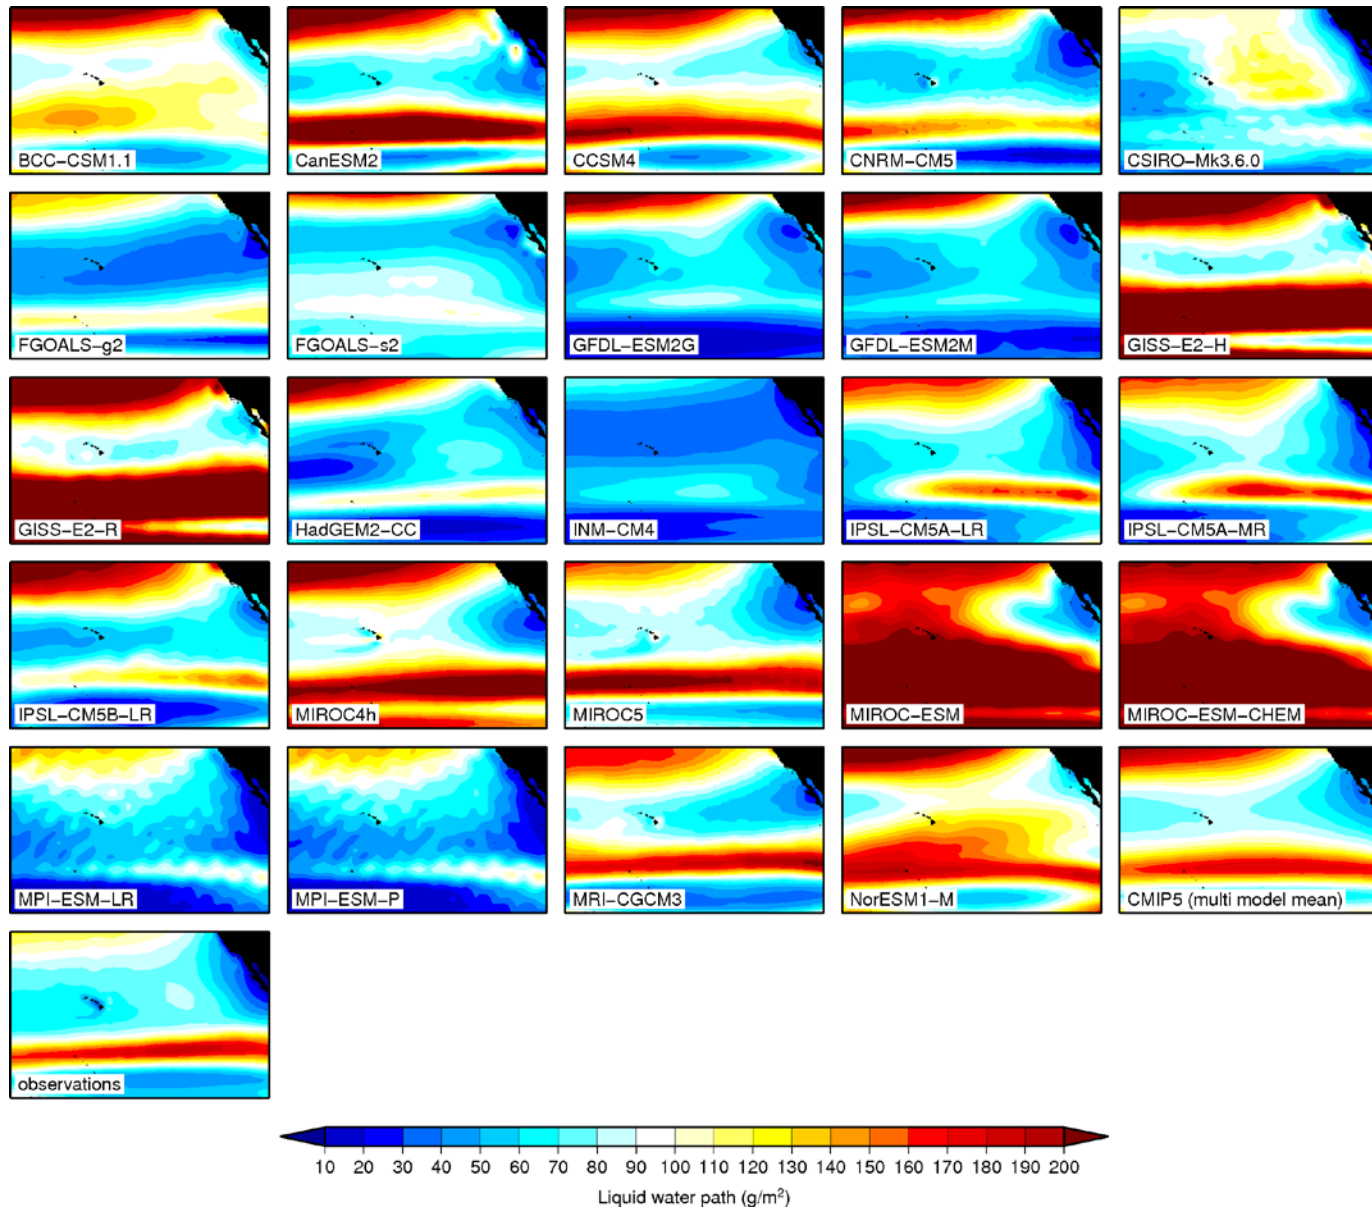 BCC-CSM1.1
CanESM2
CCSM4
CNRM-CM5
CSIRO-Mk3.6.0
FGOALS-g2
FGOALS-s2
GFDL-ESM2G
GFDL-ESM2M
GISS-E2-H
GISS-E2-R
HadGEM2-CC
INM-CM4
IPSL-CM5A-LR
IPSL-CM5A-MR
IPSL-CM5B-LR
MIROC4h
MIROC5
MIROC-ESM
MIROC-ESM-CHEM
MPI-ESM-LR
MPI-ESM-P
MRI-CGCM3
NorESM1-M
CMIP5 (multi model mean)
observations
10 20 30 40 50 60 70 80 90 100 110 120 130 140 150 160 170 180 190 200
Liquid water path (g/m²)